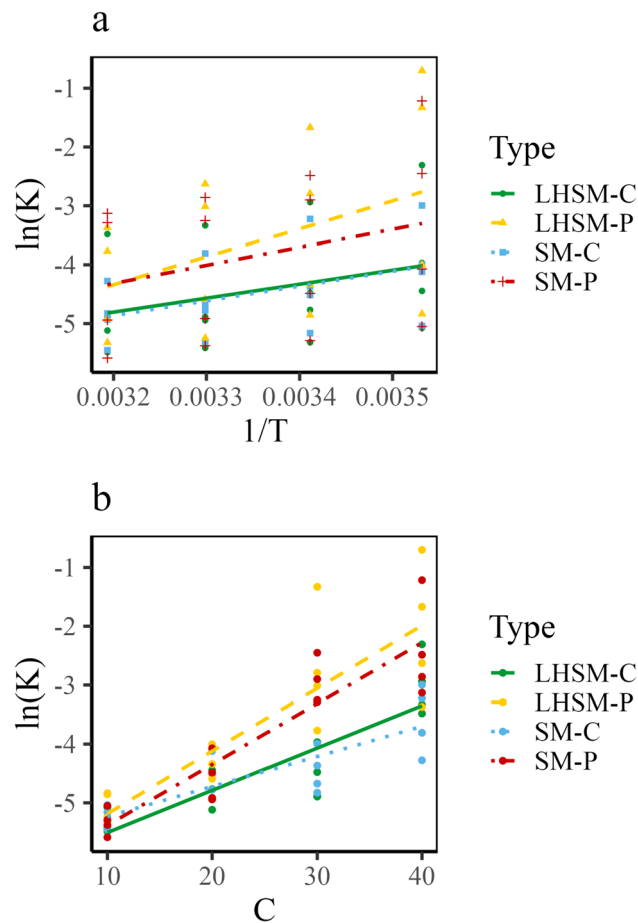 a
-1
-2
-3
-4
-5
ln(K)
0.0032 0.0033 0.0034 0.0035
1/T
Type
LHSM-C
LHSM-P
SM-C
SM-P
b
-1
-2
-3
-4
-5
ln(K)
10 20 30 40
C
Type
LHSM-C
LHSM-P
SM-C
SM-P